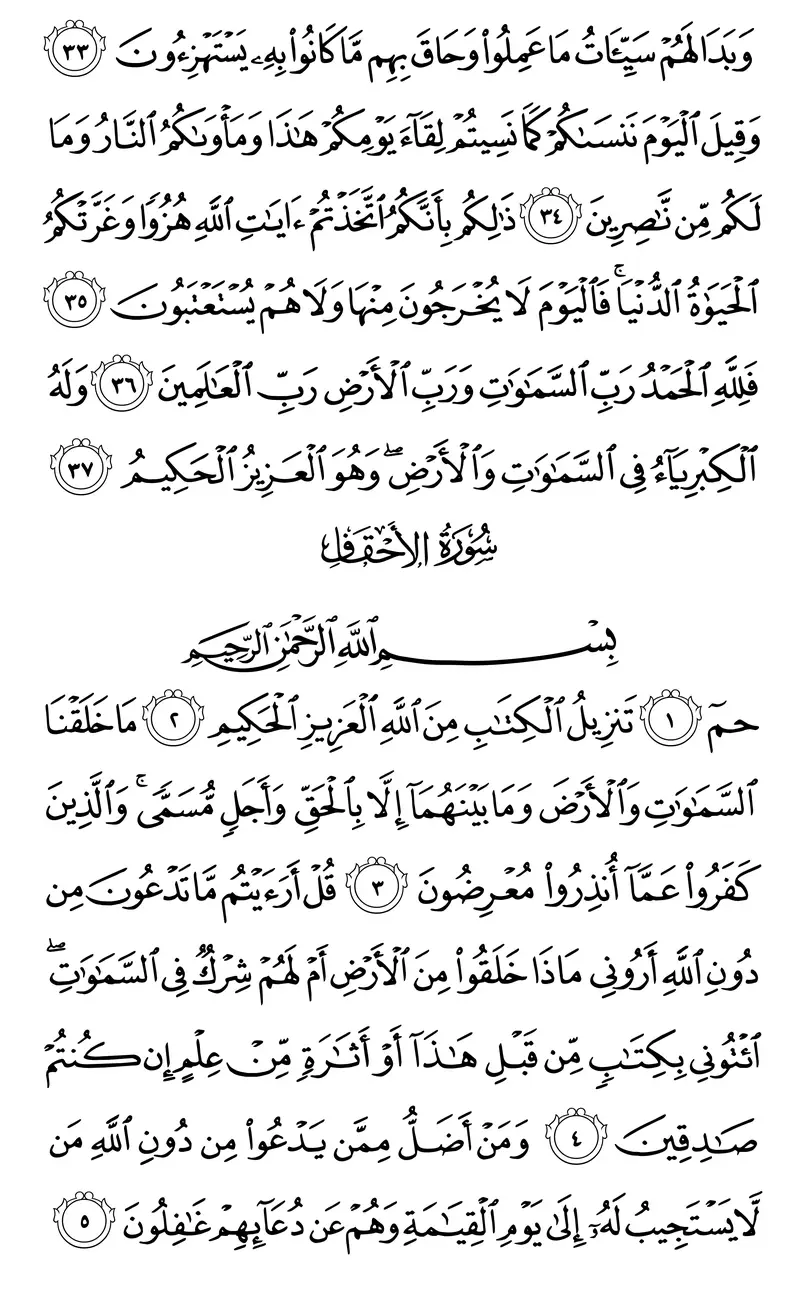 وَبَدَا لَهُمْ سَيِّـَٔاتُ مَا عَمِلُوا۟ وَحَاقَ بِهِم مَّا كَانُوا۟ بِهِۦ يَسْتَهْزِءُونَ ٣٣
وَقِيلَ ٱلْيَوْمَ نَنسَىٰكُمْ كَمَا نَسِيتُمْ لِقَآءَ يَوْمِكُمْ هَـٰذَا وَمَأْوَىٰكُمُ ٱلنَّارُ وَمَا
لَكُم مِّن نَّـٰصِرِينَ ٣٤ ذَٰلِكُم بِأَنَّكُمُ ٱتَّخَذْتُمْ ءَايَـٰتِ ٱللَّهِ هُزُوًا وَغَرَّتْكُمُ
ٱلْحَيَوٰةُ ٱلدُّنْيَا ۚ فَٱلْيَوْمَ لَا يُخْرَجُونَ مِنْهَا وَلَا هُمْ يُسْتَعْتَبُونَ ٣٥
فَلِلَّهِ ٱلْحَمْدُ رَبِّ ٱلسَّمَـٰوَٰتِ وَرَبِّ ٱلْأَرْضِ رَبِّ ٱلْعَـٰلَمِينَ ٣٦ وَلَهُ
ٱلْكِبْرِيَآءُ فِى ٱلسَّمَـٰوَٰتِ وَٱلْأَرْضِ ۖ وَهُوَ ٱلْعَزِيزُ ٱلْحَكِيمُ ٣٧
سُورَةُ الأَحْقَافِ
بِسْمِ ٱللَّهِ ٱلرَّحْمَـٰنِ ٱلرَّحِيمِ
حمٓ ١ تَنزِيلُ ٱلْكِتَـٰبِ مِنَ ٱللَّهِ ٱلْعَزِيزِ ٱلْحَكِيمِ ٢ مَا خَلَقْنَا
ٱلسَّمَـٰوَٰتِ وَٱلْأَرْضَ وَمَا بَيْنَهُمَآ إِلَّا بِٱلْحَقِّ وَأَجَلٍ مُّسَمًّى ۚ وَٱلَّذِينَ
كَفَرُوا۟ عَمَّآ أُنذِرُوا۟ مُعْرِضُونَ ٣ قُلْ أَرَءَيْتُم مَّا تَدْعُونَ مِن
دُونِ ٱللَّهِ أَرُونِى مَاذَا خَلَقُوا۟ مِنَ ٱلْأَرْضِ أَمْ لَهُمْ شِرْكٌ فِى ٱلسَّمَـٰوَٰتِ ۖ
ٱئْتُونِى بِكِتَـٰبٍ مِّن قَبْلِ هَـٰذَآ أَوْ أَثَـٰرَةٍ مِّنْ عِلْمٍ إِن كُنتُمْ
صَـٰدِقِينَ ٤ وَمَنْ أَضَلُّ مِمَّن يَدْعُوا۟ مِن دُونِ ٱللَّهِ مَن
لَّا يَسْتَجِيبُ لَهُۥٓ إِلَىٰ يَوْمِ ٱلْقِيَـٰمَةِ وَهُمْ عَن دُعَآئِهِمْ غَـٰفِلُونَ ٥